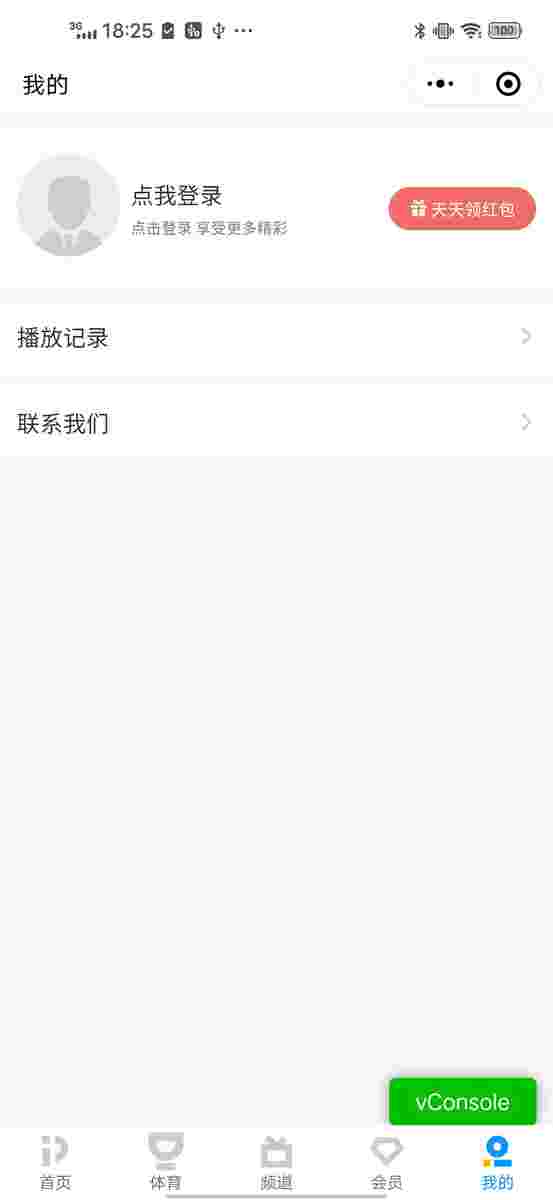 3G 18:25 100
我的
点我登录
点击登录 享受更多精彩
天天领红包
播放记录
联系我们
vConsole
首页 体育 频道 会员 我的